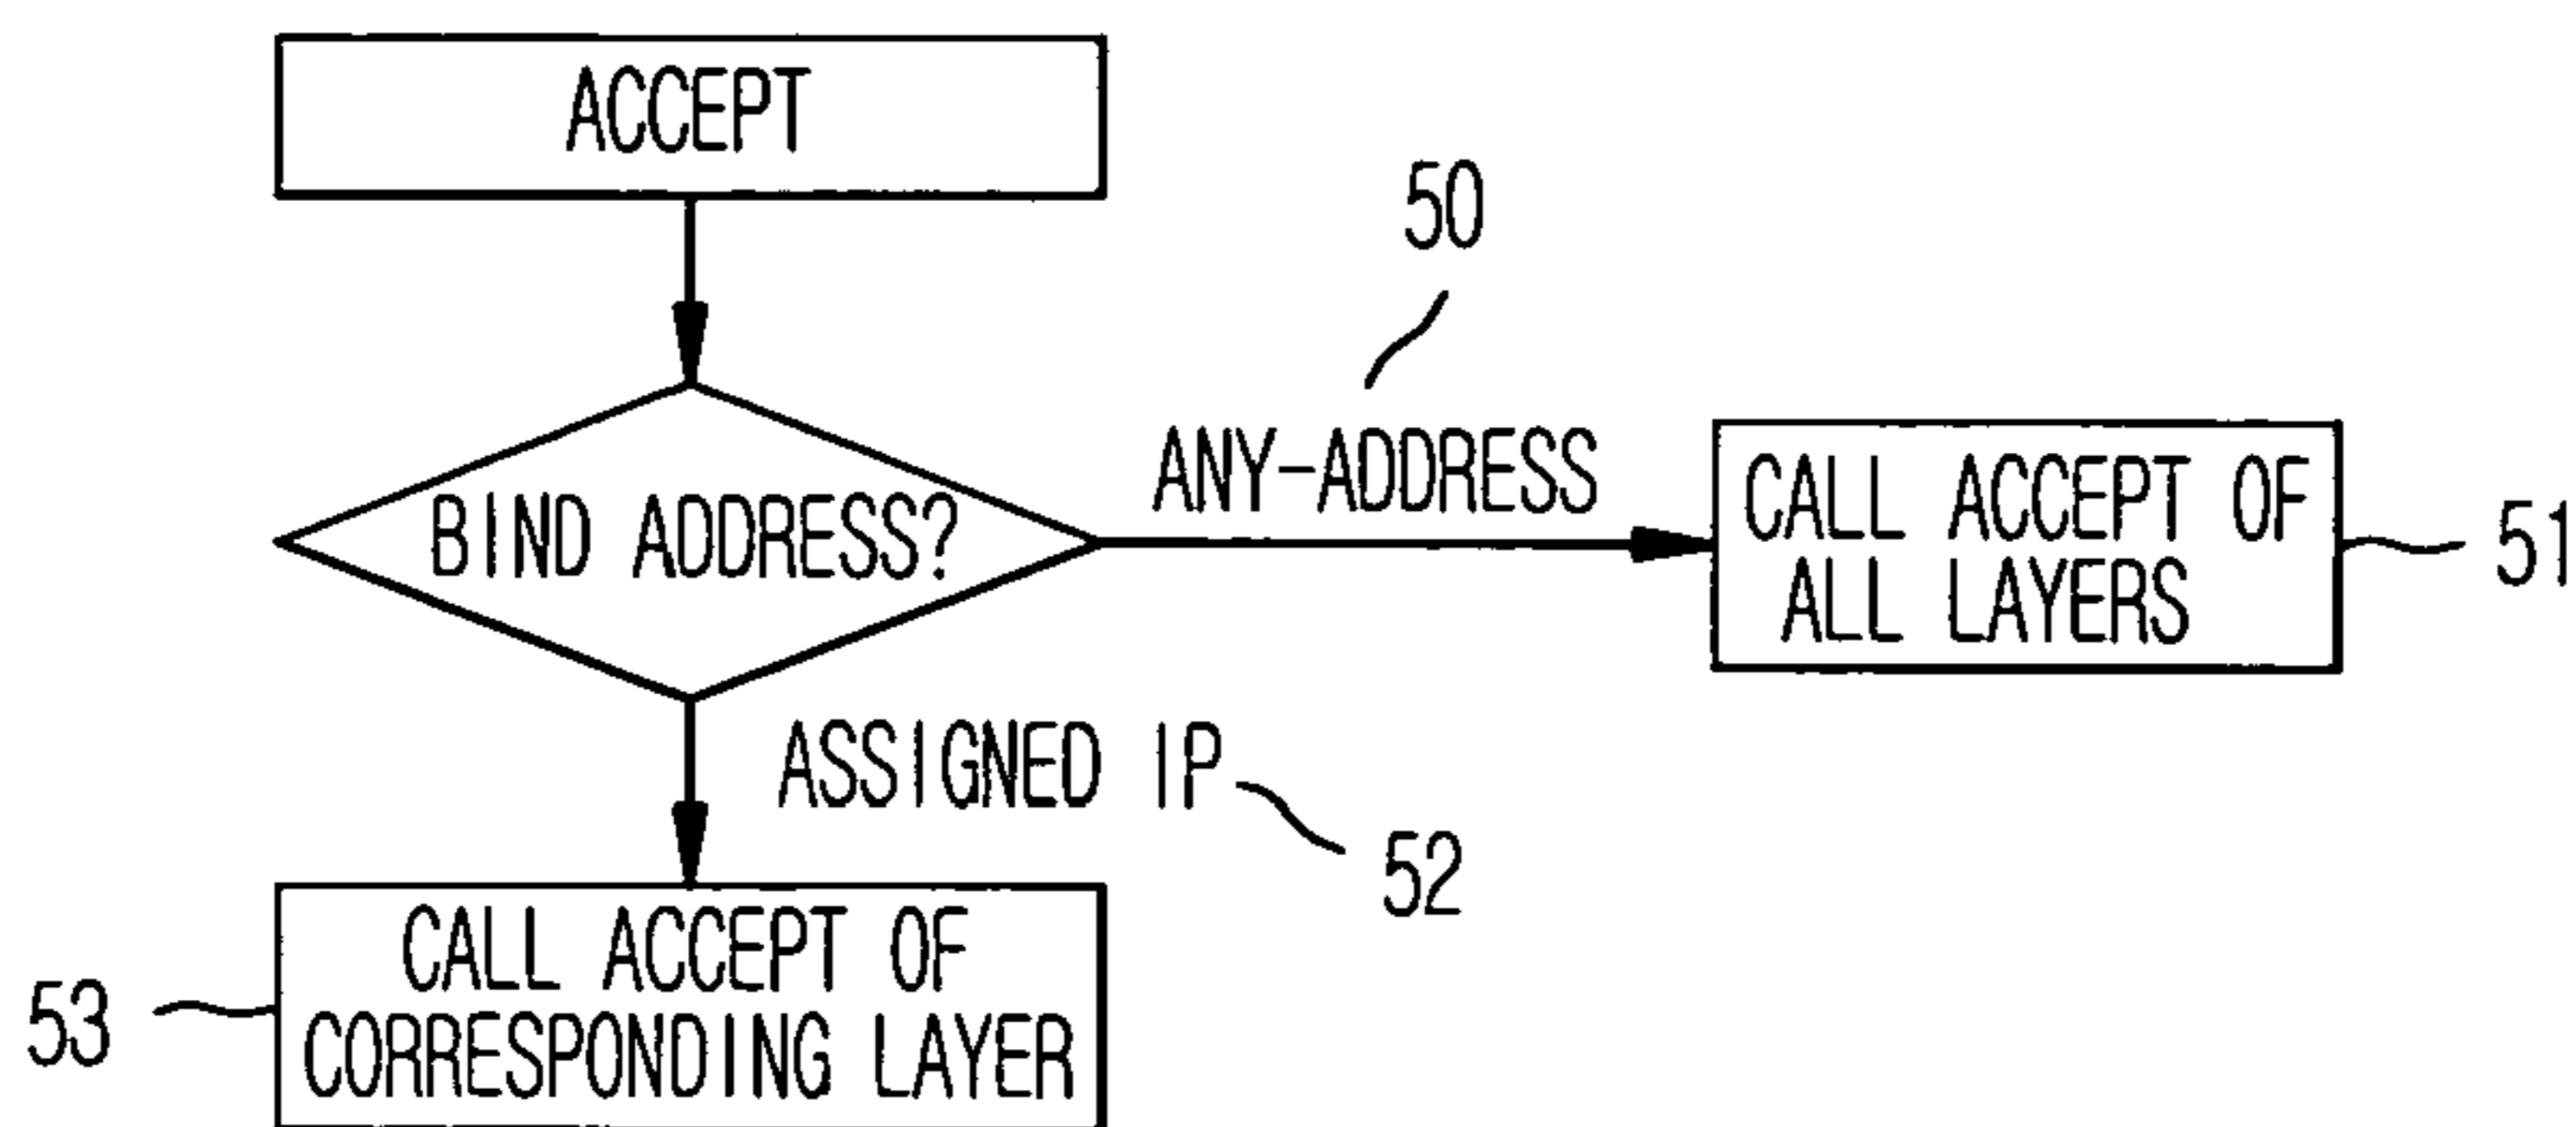 ACCEPT
50
BIND ADDRESS?
ANY-ADDRESS
CALL ACCEPT OF
ALL LAYERS
51
ASSIGNED IP
52
CALL ACCEPT OF
CORRESPONDING LAYER
53